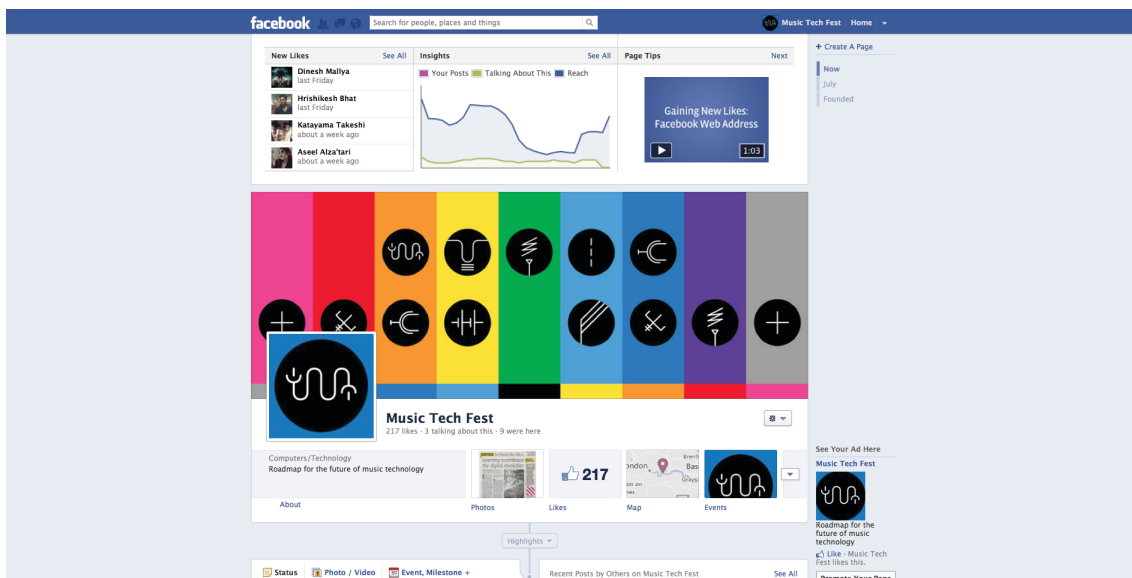 facebook
Search for people, places and things
Music Tech Fest
Home
New Likes
See All
Dinesh Mallya
last Friday
Hrishikesh Bhat
last Friday
Katayama Takeshi
about a week ago
Aseel Alza'tari
about a week ago
Insights
See All
Your Posts
Talking About This
Reach
Page Tips
Next
Gaining New Likes:
Facebook Web Address
1:03
+ Create A Page
Now
July
Founded
Music Tech Fest
217 likes · 3 talking about this · 9 were here
Computers/Technology
Roadmap for the future of music technology
About
Photos
217
Likes
Map
Events
Highlights
Status
Photo / Video
Event, Milestone +
Recent Posts by Others on Music Tech Fest
See All
See Your Ad Here
Music Tech Fest
Roadmap for the
future of music
technology
Like · Music Tech
Fest likes this.
Promote Your Page